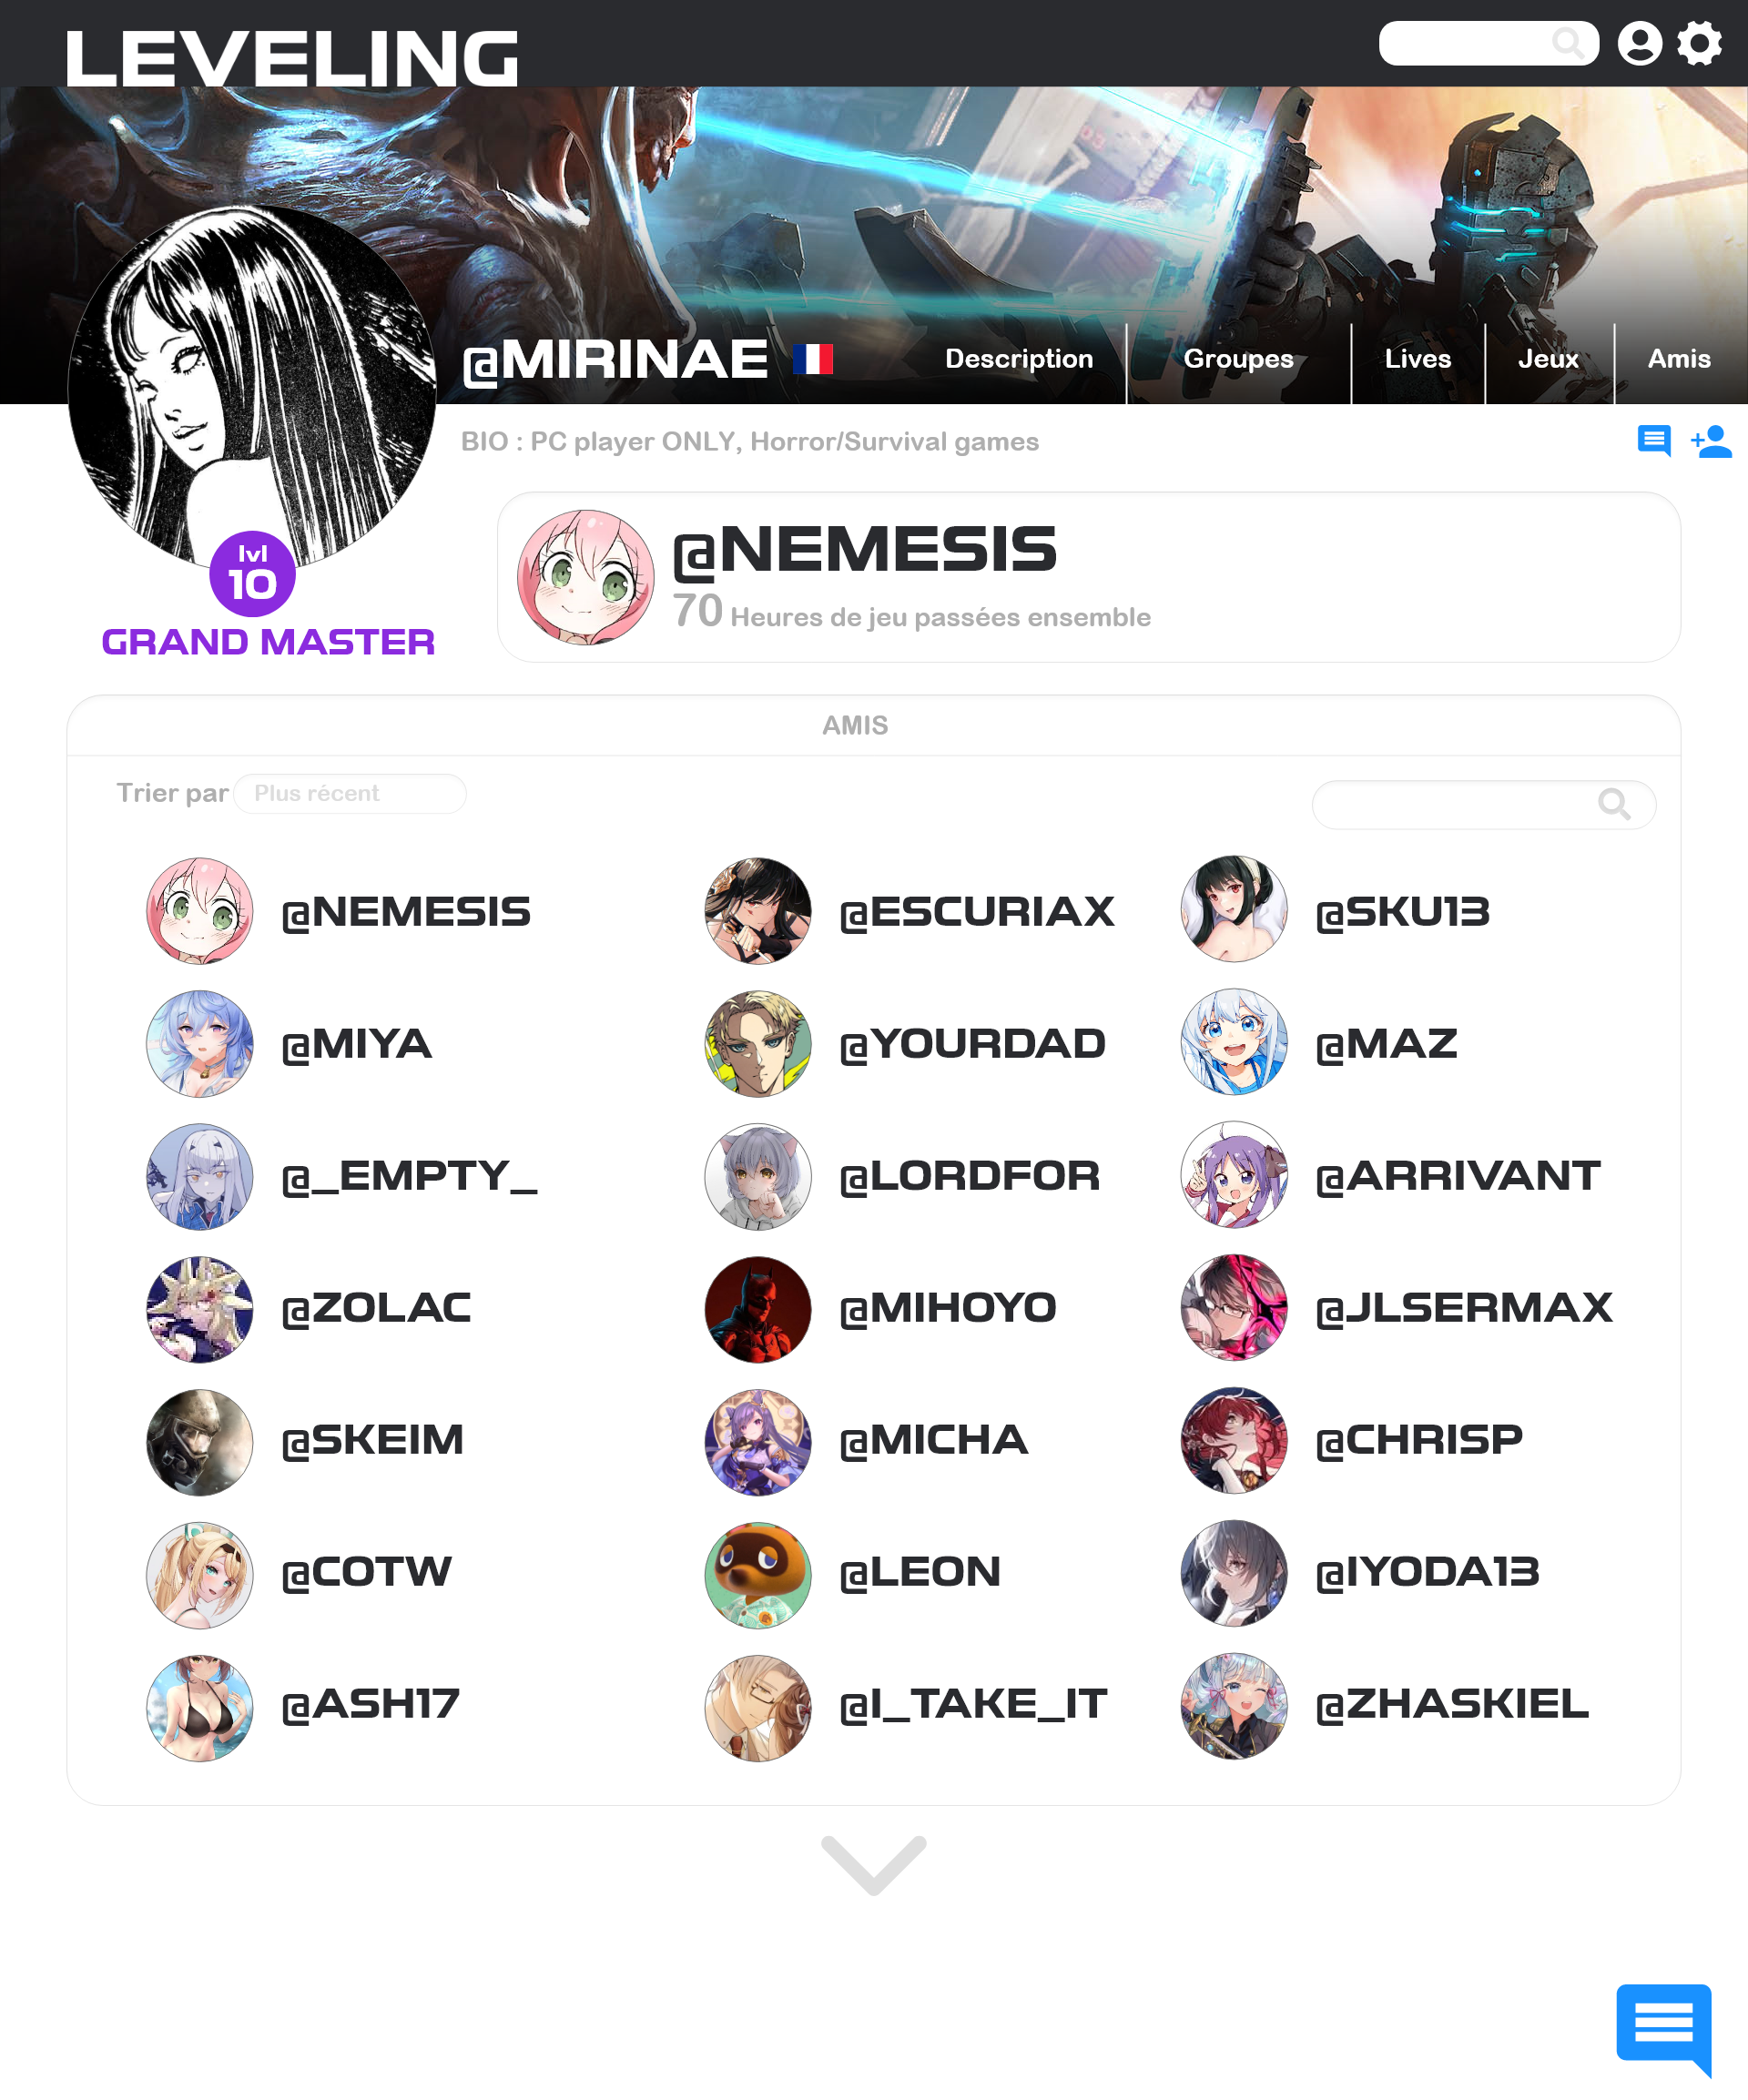 LEVELING
@MIRINAE
Description
Groupes
Lives
Jeux
Amis
BIO : PC player ONLY, Horror/Survival games
lvl
10
GRAND MASTER
@NEMESIS
70 Heures de jeu passées ensemble
AMIS
Trier par Plus récent
@NEMESIS
@ESCURIAX
@SKU13
@MIYA
@YOURDAD
@MAZ
@_EMPTY_
@LORDFOR
@ARRIVANT
@ZOLAC
@MIHOYO
@JLSERMAX
@SKEIM
@MICHA
@CHRISP
@COTW
@LEON
@IYODA13
@ASH17
@I_TAKE_IT
@ZHASKIEL